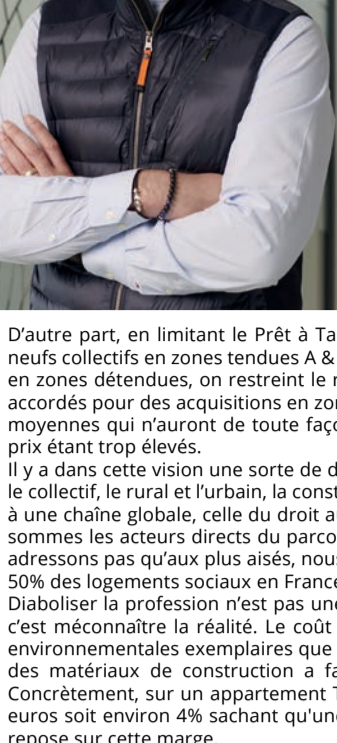 D'autre part, en limitant le Prêt à Ta
neufs collectifs en zones tendues A &
en zones détendues, on restreint le
accordés pour des acquisitions en zo
moyennes qui n'auront de toute faç
prix étant trop élevés.
Il y a dans cette vision une sorte de d
le collectif, le rural et l'urbain, la const
à une chaîne globale, celle du droit a
sommes les acteurs directs du parco
adressons pas qu'aux plus aisés, nou
50% des logements sociaux en France
Diaboliser la profession n'est pas une
c'est méconnaître la réalité. Le coût
environnementales exemplaires que
des matériaux de construction a fa
Concrètement, sur un appartement T
euros soit environ 4% sachant qu'une
repose sur cette marge